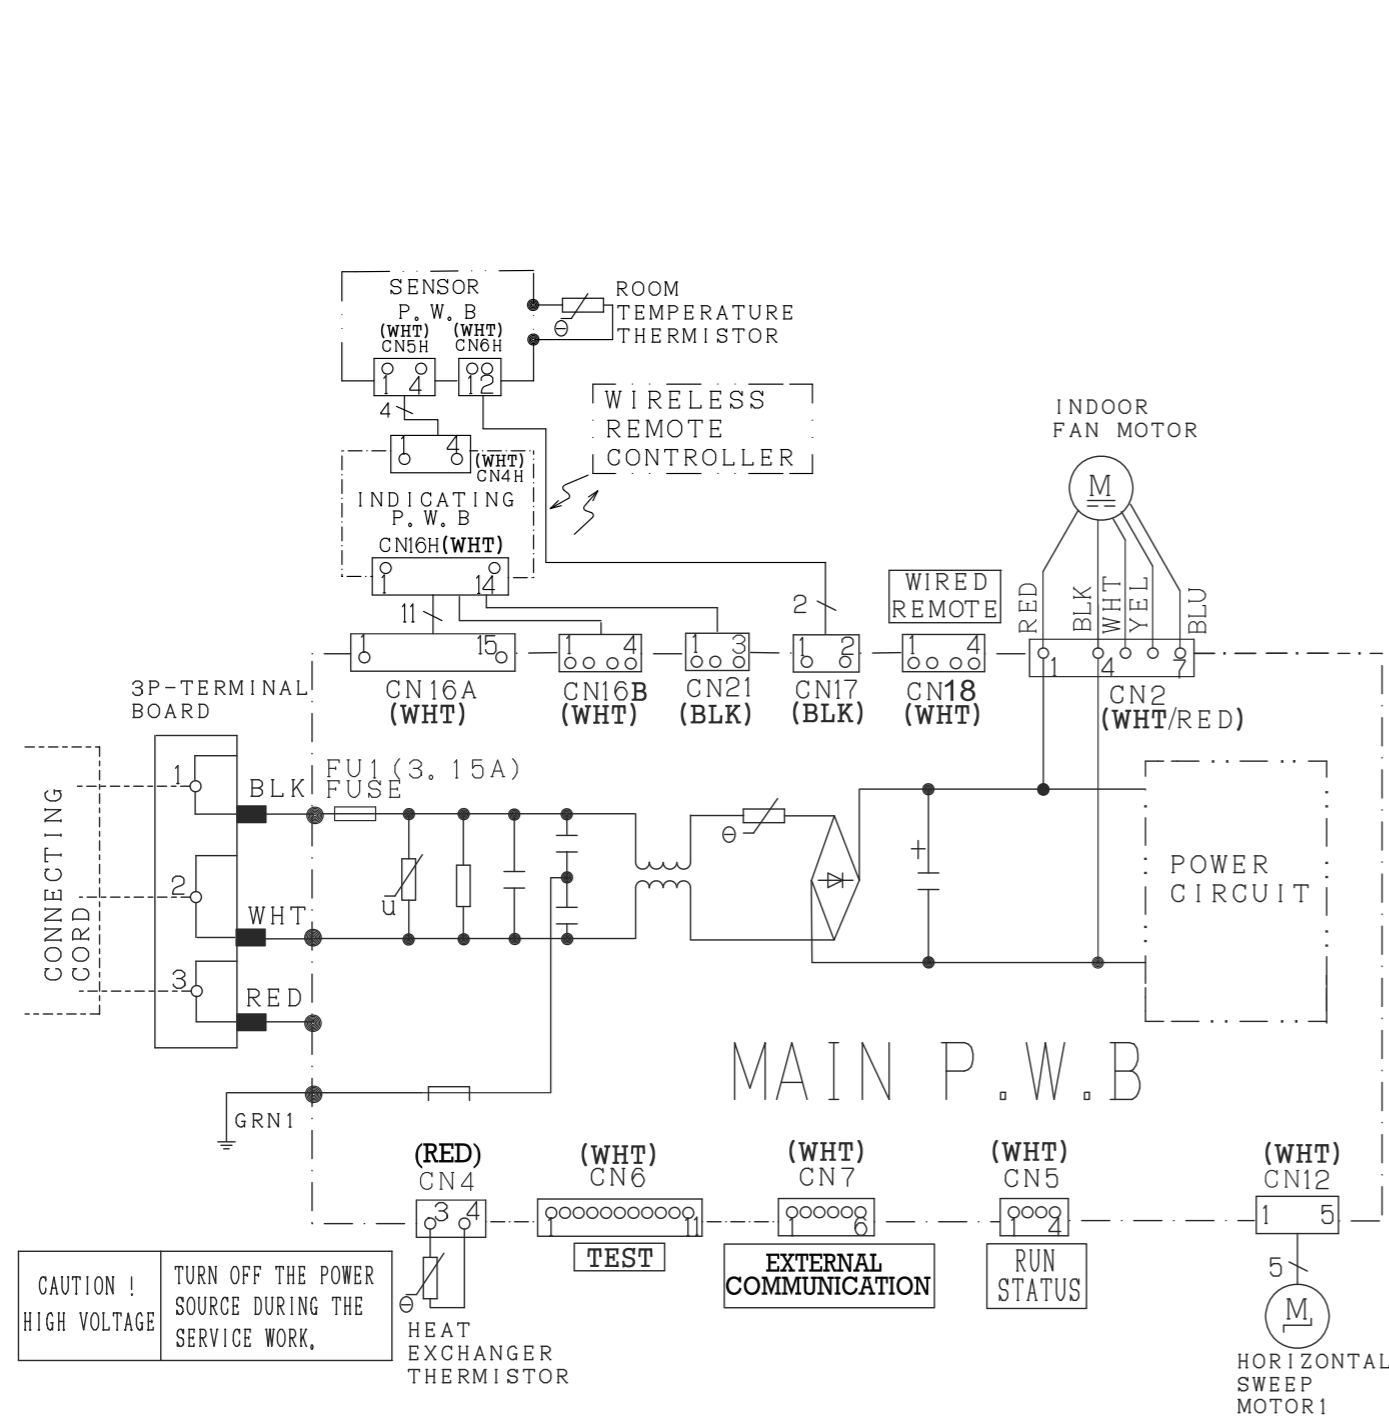 SENSOR
P. W. B
(WHT) (WHT)
CN5H CN6H
1 4 1 2
ROOM
TEMPERATURE
THERMISTOR
θ
4
1 4
(WHT)
CN4H
INDICATING
P. W. B
CN16H(WHT)
1 14
WIRELESS
REMOTE
CONTROLLER
INDOOR
FAN MOTOR
M
RED
BLK
WHT
YEL
BLU
11
2
WIRED
REMOTE
1 15
CN16A
(WHT)
1 4
CN16B
(WHT)
1 3
CN21
(BLK)
1 2
CN17
(BLK)
1 4
CN18
(WHT)
1 4 7
CN2
(WHT/RED)
3P-TERMINAL
BOARD
CONNECTING
CORD
1
2
3
BLK
WHT
RED
FU1(3. 15A)
FUSE
u
θ
+
POWER
CIRCUIT
MAIN P.W.B
GRN1
(RED)
CN4
3 4
θ
HEAT
EXCHANGER
THERMISTOR
(WHT)
CN6
1 11
TEST
(WHT)
CN7
1 6
EXTERNAL
COMMUNICATION
(WHT)
CN5
1 4
RUN
STATUS
(WHT)
CN12
1 5
5
M
HORIZONTAL
SWEEP
MOTOR1
CAUTION !
HIGH VOLTAGE
TURN OFF THE POWER
SOURCE DURING THE
SERVICE WORK.